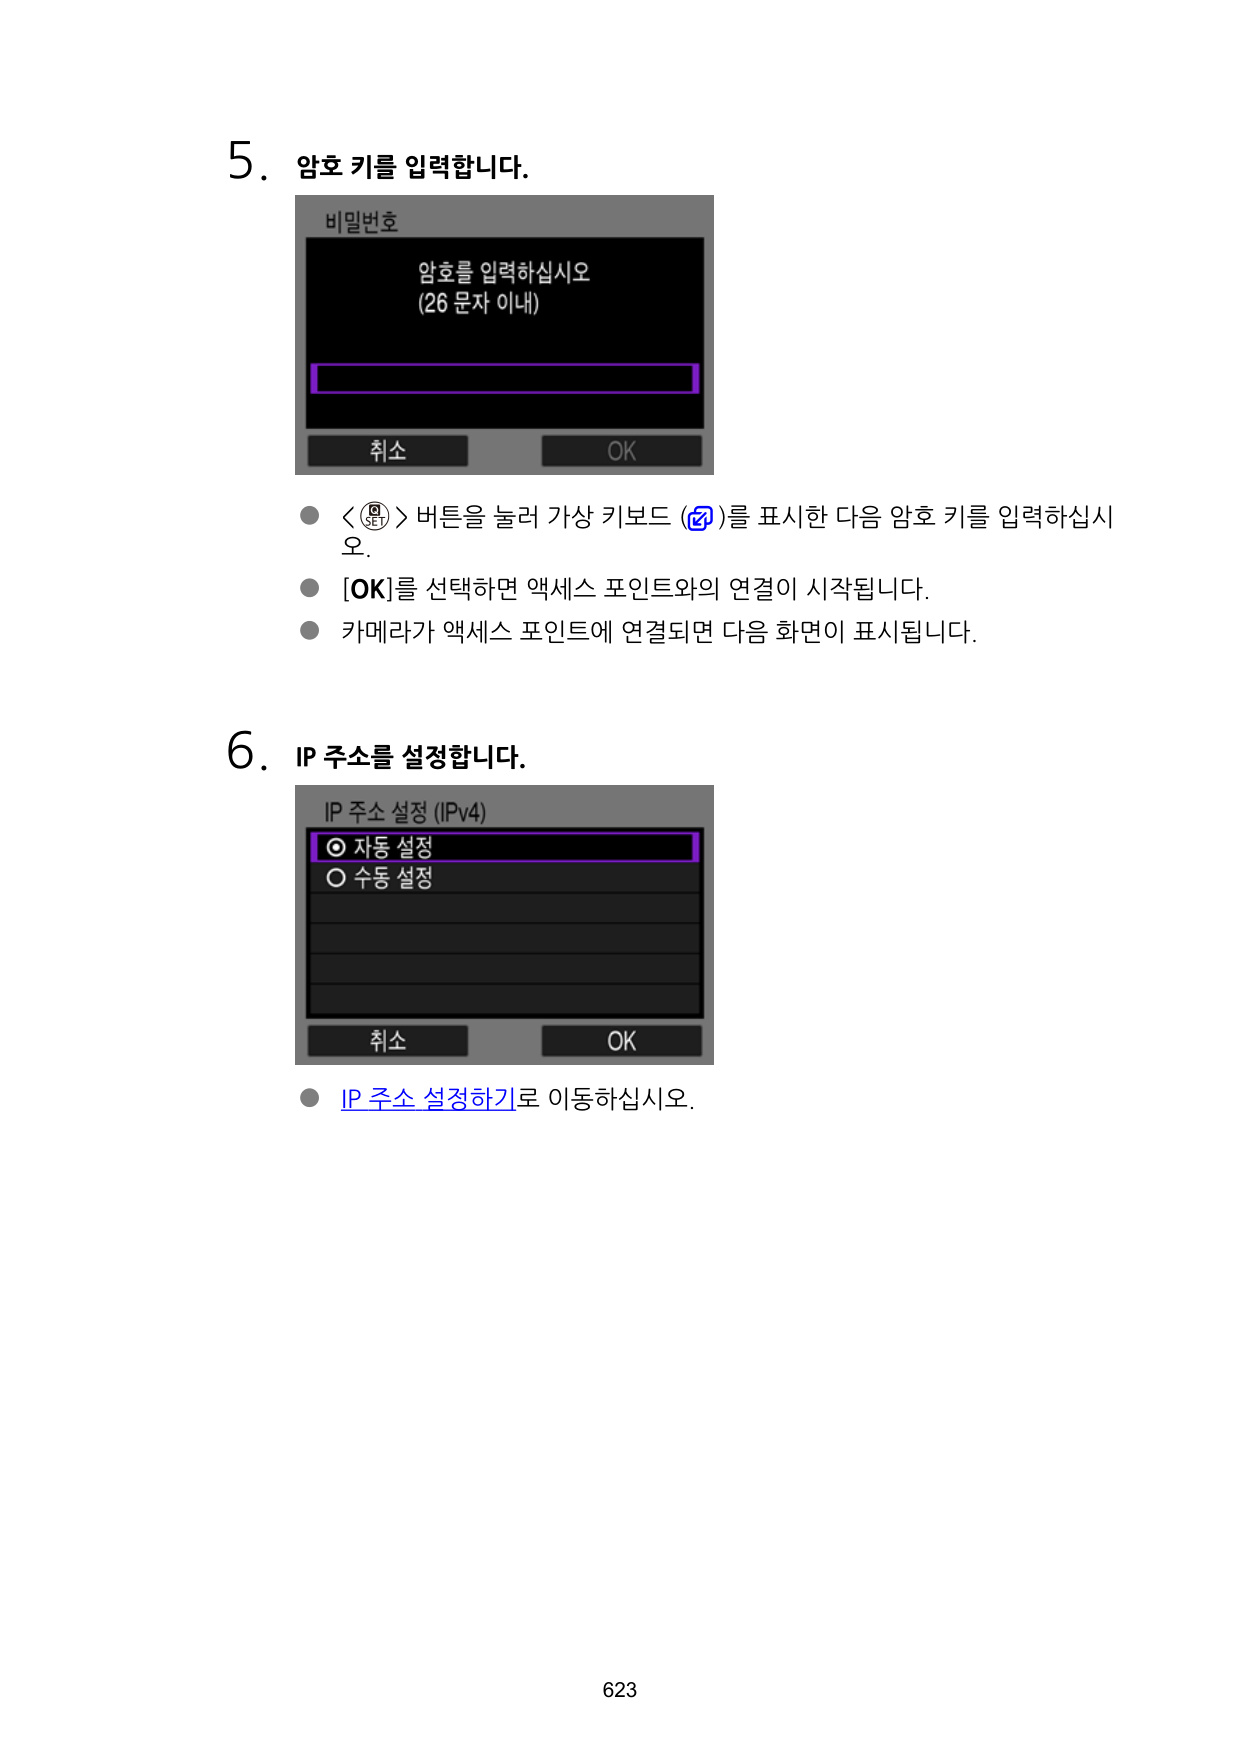 5. 암호 키를 입력합니다.
비밀번호
암호를 입력하십시오
(26 문자 이내)
취소 OK
● <SET> 버튼을 눌러 가상 키보드 ()를 표시한 다음 암호 키를 입력하십시
오.
● [OK]를 선택하면 액세스 포인트와의 연결이 시작됩니다.
● 카메라가 액세스 포인트에 연결되면 다음 화면이 표시됩니다.
6. IP 주소를 설정합니다.
IP 주소 설정 (IPv4)
자동 설정
수동 설정
취소 OK
● IP 주소 설정하기로 이동하십시오.
623